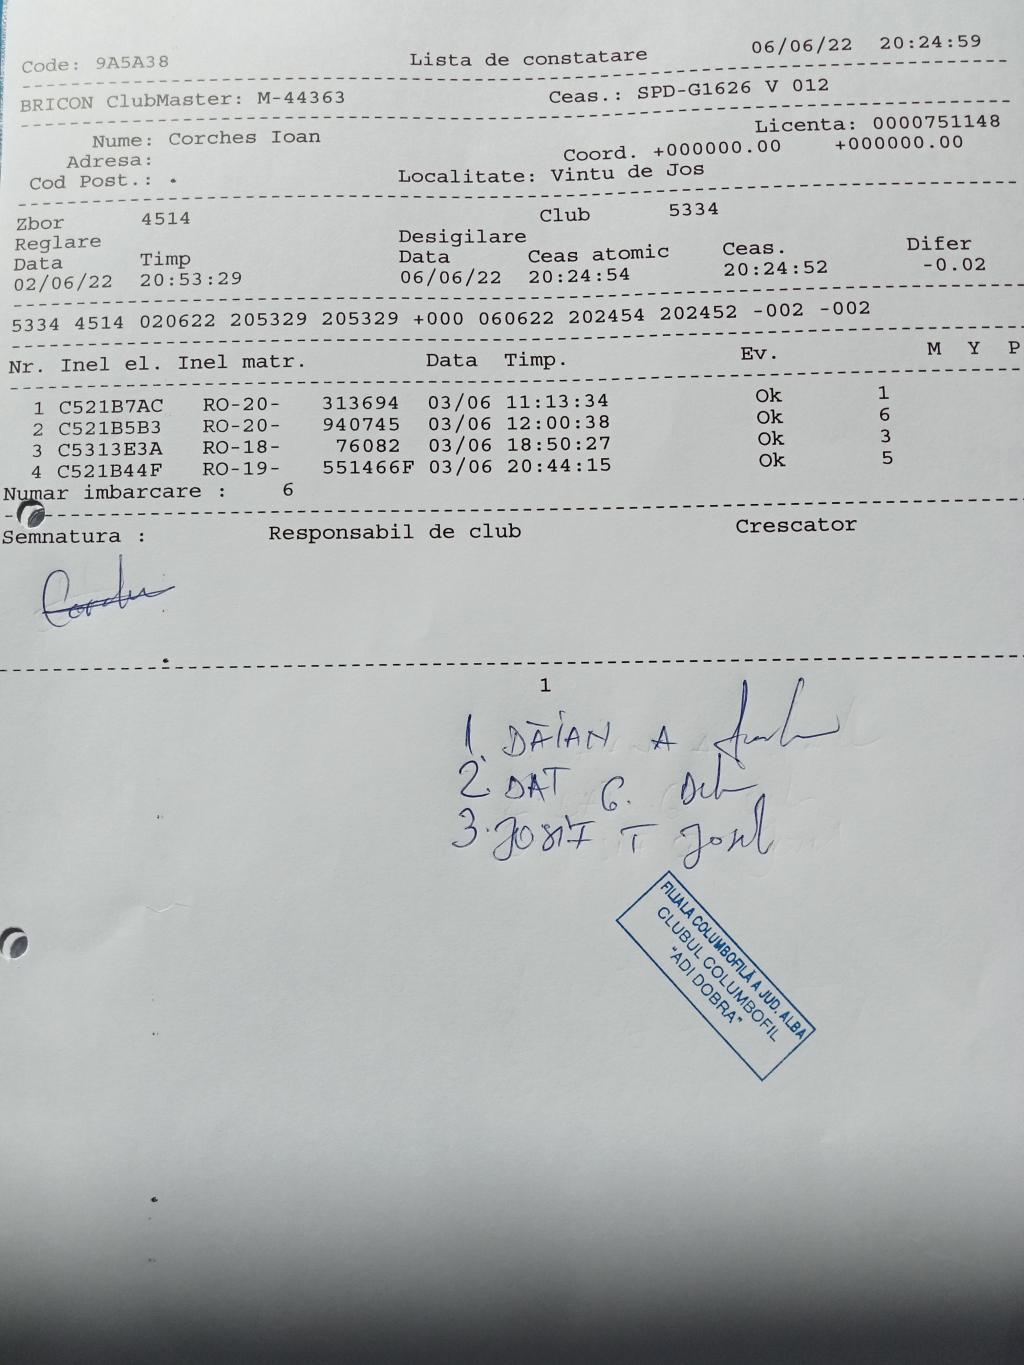 Code: 9A5A38 Lista de constatare 06/06/22 20:24:59
BRICON ClubMaster: M-44363 Ceas.: SPD-G1626 V 012
Nume: Corches Ioan Licenta: 0000751148
Adresa: Coord. +000000.00 +000000.00
Cod Post.: . Localitate: Vintu de Jos
Zbor 4514 Club 5334
Reglare Desigilare
Data Timp Data Ceas atomic Ceas. Difer
02/06/22 20:53:29 06/06/22 20:24:54 20:24:52 -0.02
5334 4514 020622 205329 205329 +000 060622 202454 202452 -002 -002
Nr. Inel el. Inel matr. Data Timp. Ev. M Y P
1 C521B7AC RO-20- 313694 03/06 11:13:34 Ok 1
2 C521B5B3 RO-20- 940745 03/06 12:00:38 Ok 6
3 C5313E3A RO-18- 76082 03/06 18:50:27 Ok 3
4 C521B44F RO-19- 551466F 03/06 20:44:15 Ok 5
Numar imbarcare : 6
Semnatura : Responsabil de club Crescator
1
1. DĂIAN A
2. DAT G.
3. IOSIF T
FILIALA COLUMBOFILĂ A JUD. ALBA
CLUBUL COLUMBOFIL
"ADI DOBRA"